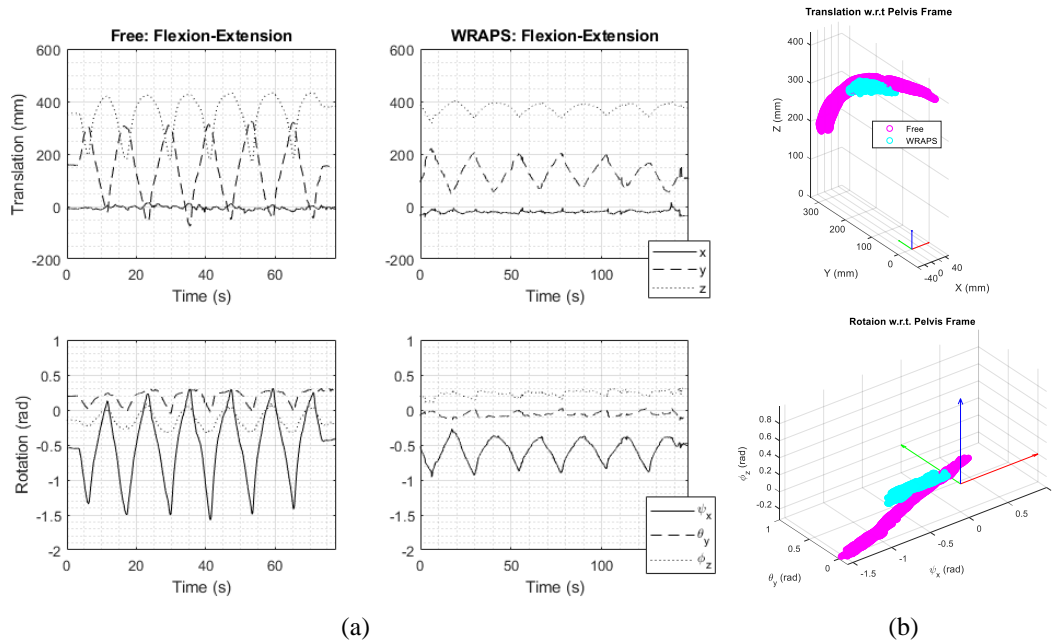 Free: Flexion-Extension
600
400
200
0
-200
Translation (mm)
0 20 40 60
Time (s)
WRAPS: Flexion-Extension
600
400
200
0
-200
0 50 100
Time (s)
x
y
z
1
0.5
0
-0.5
-1
-1.5
-2
Rotation (rad)
0 20 40 60
Time (s)
1
0.5
0
-0.5
-1
-1.5
-2
0 50 100
Time (s)
ψx
θy
ϕz
(a)
Translation w.r.t Pelvis Frame
400
300
200
100
0
Z (mm)
Free
WRAPS
300
200
100
0
Y (mm)
-40 0 40
X (mm)
Rotaion w.r.t. Pelvis Frame
0.8
0.6
0.4
0.2
0
-0.2
ϕz (rad)
1
0.5
0
θy (rad)
-1.5 -1 -0.5 0 0.5
ψx (rad)
(b)